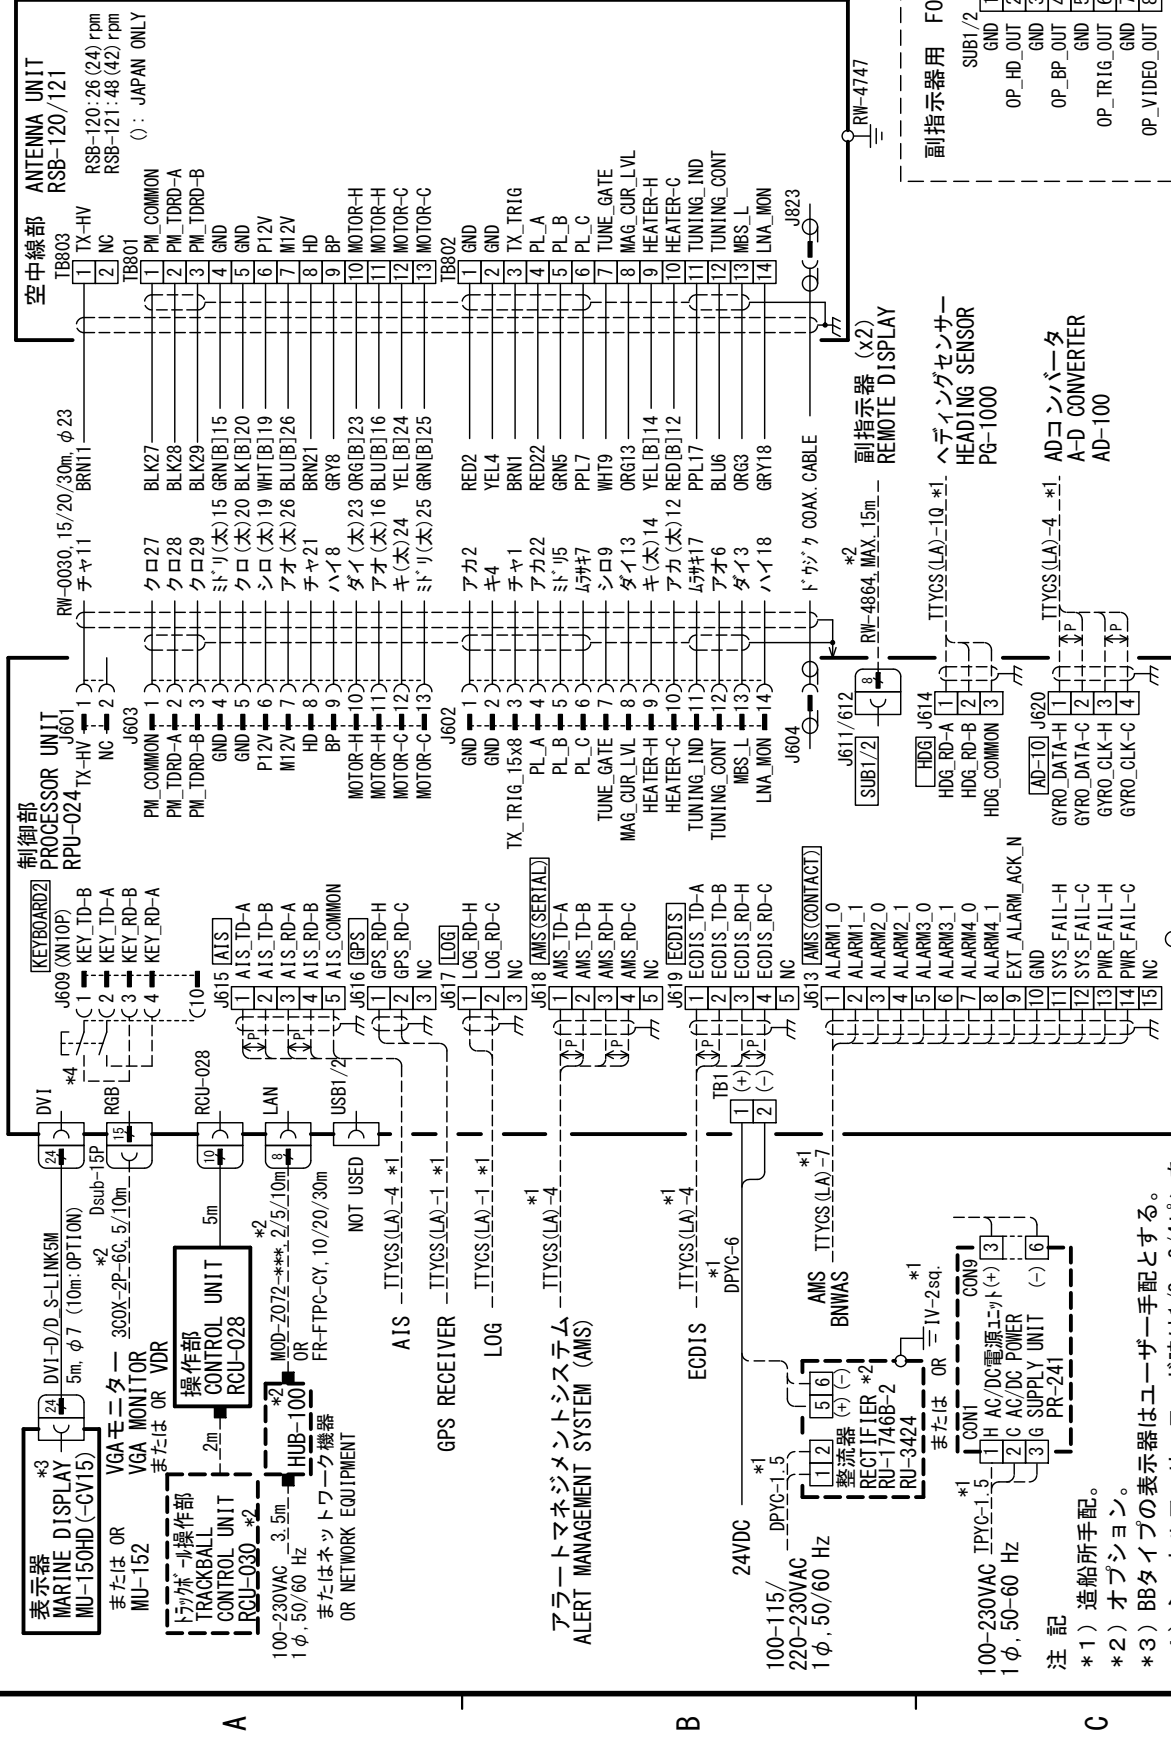 空中線部 ANTENNA UNIT
RSB-120/121
RSB-120:26(24)rpm
RSB-121:48(42)rpm
(): JAPAN ONLY
TB803
1 TX-HV
2 NC
TB801
1 PM_COMMON
2 PM_TDRD-A
3 PM_TDRD-B
4 GND
5 GND
6 P12V
7 M12V
8 HD
9 BP
10 MOTOR-H
11 MOTOR-H
12 MOTOR-C
13 MOTOR-C
TB802
1 GND
2 GND
3 TX_TRIG
4 PL_A
5 PL_B
6 PL_C
7 TUNE_GATE
8 MAG_CUR_LVL
9 HEATER-H
10 HEATER-C
11 TUNING_IND
12 TUNING_CONT
13 MBS_L
14 LNA_MON
J823
RW-4747
副指示器用 FO
SUB1/2
GND 1
OP_HD_OUT 2
GND 3
OP_BP_OUT 4
GND 5
OP_TRIG_OUT 6
GND 7
OP_VIDEO_OUT 8
RW-0030,15/20/30m,φ23
チャ11 BRN11
クロ27 BLK27
クロ28 BLK28
クロ29 BLK29
ミドリ(太)15 GRN[B]15
クロ(太)20 BLK[B]20
シロ(太)19 WHT[B]19
アオ(太)26 BLU[B]26
チャ21 BRN21
ハイ8 GRY8
ダイ(太)23 ORG[B]23
アオ(太)16 BLU[B]16
キ(太)24 YEL[B]24
ミドリ(太)25 GRN[B]25
アカ2 RED2
キ4 YEL4
チャ1 BRN1
アカ22 RED22
ミドリ5 GRN5
ムラサキ7 PPL7
シロ9 WHT9
ダイ13 ORG13
キ(太)14 YEL[B]14
アカ(太)12 RED[B]12
ムラサキ17 PPL17
アオ6 BLU6
ダイ3 ORG3
ハイ18 GRY18
ドウジク COAX.CABLE
制御部
PROCESSOR UNIT
RPU-024
J601
TX-HV 1
NC 2
J603
PM_COMMON 1
PM_TDRD-A 2
PM_TDRD-B 3
GND 4
GND 5
P12V 6
M12V 7
HD 8
BP 9
MOTOR-H 10
MOTOR-H 11
MOTOR-C 12
MOTOR-C 13
J602
GND 1
GND 2
TX_TRIG_15x8 3
PL_A 4
PL_B 5
PL_C 6
TUNE_GATE 7
MAG_CUR_LVL 8
HEATER-H 9
HEATER-C 10
TUNING_IND 11
TUNING_CONT 12
MBS_L 13
LNA_MON 14
J604
J611/612
SUB1/2
8
RW-4864,MAX.15m *2
副指示器 (x2)
REMOTE DISPLAY
HDG J614
HDG_RD-A 1
HDG_RD-B 2
HDG_COMMON 3
TTYCS(LA)-1Q *1
ヘディングセンサー
HEADING SENSOR
PG-1000
AD-10 J620
GYRO_DATA-H 1
GYRO_DATA-C 2
GYRO_CLK-H 3
GYRO_CLK-C 4
P
P
TTYCS(LA)-4 *1
ADコンバータ
A-D CONVERTER
AD-100
KEYBOARD2
J609(XN10P)
1 KEY_TD-B
2 KEY_TD-A
3 KEY_RD-B
4 KEY_RD-A
10
*4
J615 AIS
1 AIS_TD-A
2 AIS_TD-B
3 AIS_RD-A
4 AIS_RD-B
5 AIS_COMMON
P
P
J616 GPS
1 GPS_RD-H
2 GPS_RD-C
3 NC
J617 LOG
1 LOG_RD-H
2 LOG_RD-C
3 NC
J618 AMS(SERIAL)
1 AMS_TD-A
2 AMS_TD-B
3 AMS_RD-H
4 AMS_RD-C
5 NC
P
P
J619 ECDIS
1 ECDIS_TD-A
2 ECDIS_TD-B
3 ECDIS_RD-H
4 ECDIS_RD-C
5 NC
P
P
J613 AMS(CONTACT)
1 ALARM1_0
2 ALARM1_1
3 ALARM2_0
4 ALARM2_1
5 ALARM3_0
6 ALARM3_1
7 ALARM4_0
8 ALARM4_1
9 EXT_ALARM_ACK_N
10 GND
11 SYS_FAIL-H
12 SYS_FAIL-C
13 PWR_FAIL-H
14 PWR_FAIL-C
15 NC
TB1
1 (+)
2 (-)
24 DVI
15 RGB
10 RCU-028
8 LAN
USB1/2
NOT USED
表示器 *3
MARINE DISPLAY
MU-150HD(-CV15)
24
DVI-D/D S-LINK5M
5m,φ7 (10m:OPTION)
または OR
MU-152
VGAモニター
VGA MONITOR
または OR VDR
Dsub-15P
*2
3COX-2P-6C,5/10m
操作部
CONTROL UNIT
RCU-028
5m
2m
トラックボール操作部
TRACKBALL
CONTROL UNIT
RCU-030 *2
*2
HUB-100
*2
MOD-Z072-***,2/5/10m
OR
FR-FTPC-CY,10/20/30m
100-230VAC 3.5m
1φ,50/60 Hz
またはネットワーク機器
OR NETWORK EQUIPMENT
AIS TTYCS(LA)-4 *1
GPS RECEIVER TTYCS(LA)-1 *1
LOG TTYCS(LA)-1 *1
アラートマネジメントシステム
ALERT MANAGEMENT SYSTEM (AMS)
TTYCS(LA)-4 *1
ECDIS TTYCS(LA)-4 *1
24VDC DPYC-6 *1
AMS
BNWAS
TTYCS(LA)-7 *1
100-115/
220-230VAC
1φ,50/60 Hz
DPYC-1.5 *1
1 2
5 6
(+) (-)
整流器
RECTIFIER *2
RU-1746B-2
RU-3424
IV-2sq. *1
または OR
100-230VAC TPYC-1.5 *1
1φ,50-60 Hz
CON1
1 H
2 C
3 G
AC/DC電源ユニット
AC/DC POWER
SUPPLY UNIT
PR-241
CON9
(+) 3
(-) 6
注記
*1)造船所手配。
*2)オプション。
*3)BBタイプの表示器はユーザー手配とする。
A
B
C